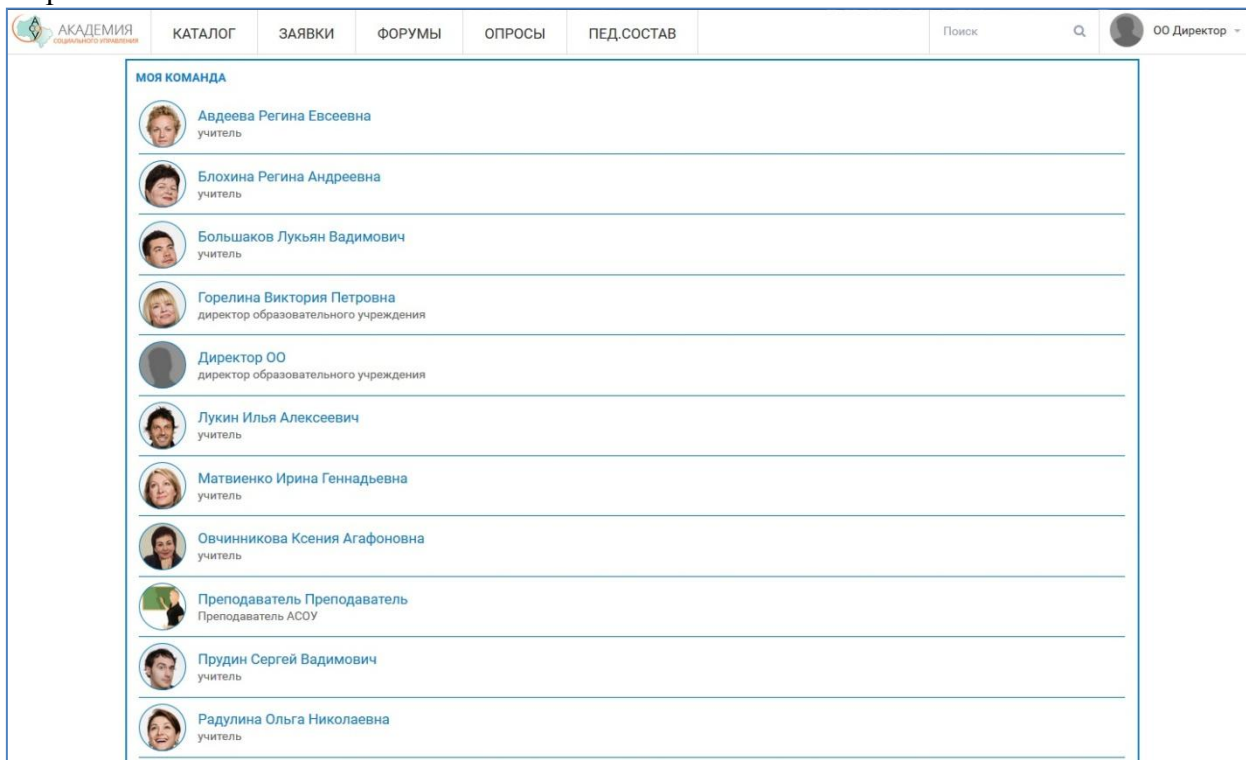 АСУ
АКАДЕМИЯ
СОЦИАЛЬНОГО УПРАВЛЕНИЯ
КАТАЛОГ
ЗАЯВКИ
ФОРУМЫ
ОПРОСЫ
ПЕД.СОСТАВ
Поиск
ОО Директор
МОЯ КОМАНДА
Авдеева Регина Евсеевна
учитель
Блохина Регина Андреевна
учитель
Большаков Лукьян Вадимович
учитель
Горелина Виктория Петровна
директор образовательного учреждения
Директор ОО
директор образовательного учреждения
Лукин Илья Алексеевич
учитель
Матвиенко Ирина Геннадьевна
учитель
Овчинникова Ксения Агафоновна
учитель
Преподаватель Преподаватель
Преподаватель АСОУ
Прудин Сергей Вадимович
учитель
Радулина Ольга Николаевна
учитель